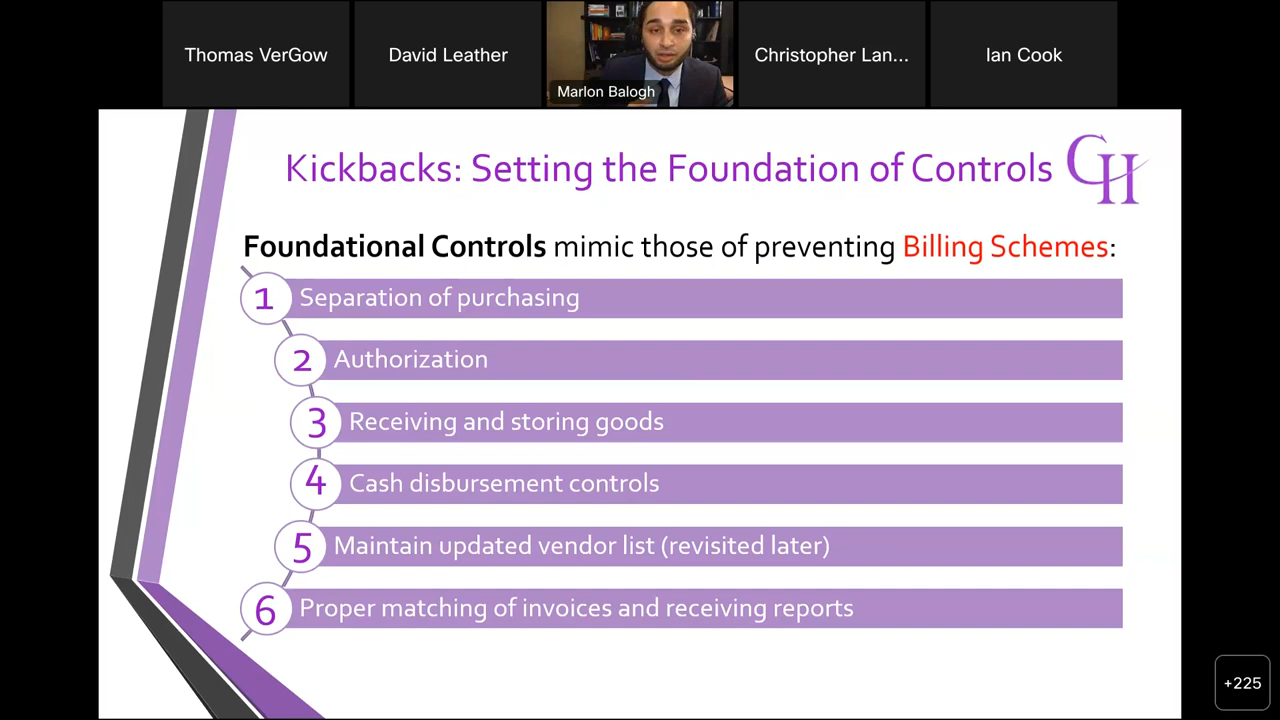 Thomas VerGow
David Leather
Marlon Balogh
Christopher Lan...
Ian Cook
Kickbacks: Setting the Foundation of Controls
CH
Foundational Controls mimic those of preventing Billing Schemes:
1 Separation of purchasing
2 Authorization
3 Receiving and storing goods
4 Cash disbursement controls
5 Maintain updated vendor list (revisited later)
6 Proper matching of invoices and receiving reports
+225